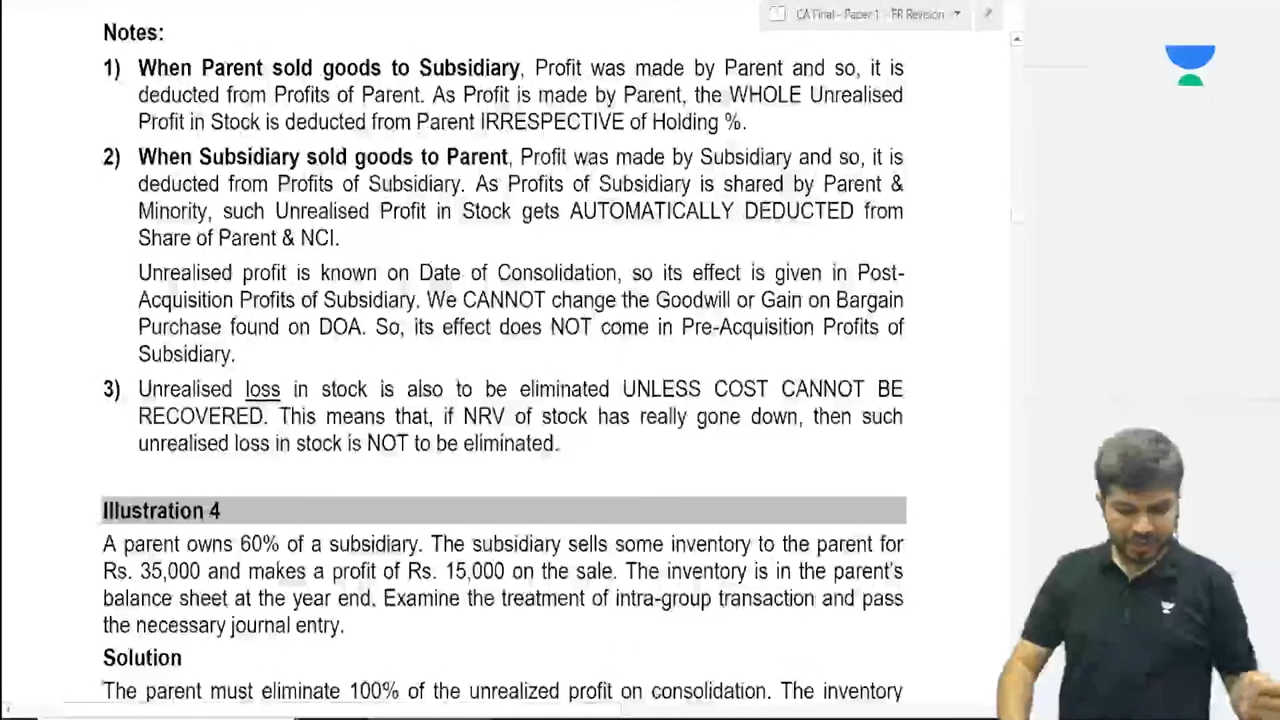 CA Final - Paper 1 - FR Revision
Notes:
1) When Parent sold goods to Subsidiary, Profit was made by Parent and so, it is
deducted from Profits of Parent. As Profit is made by Parent, the WHOLE Unrealised
Profit in Stock is deducted from Parent IRRESPECTIVE of Holding %.
2) When Subsidiary sold goods to Parent, Profit was made by Subsidiary and so, it is
deducted from Profits of Subsidiary. As Profits of Subsidiary is shared by Parent &
Minority, such Unrealised Profit in Stock gets AUTOMATICALLY DEDUCTED from
Share of Parent & NCI.
Unrealised profit is known on Date of Consolidation, so its effect is given in Post-
Acquisition Profits of Subsidiary. We CANNOT change the Goodwill or Gain on Bargain
Purchase found on DOA. So, its effect does NOT come in Pre-Acquisition Profits of
Subsidiary.
3) Unrealised loss in stock is also to be eliminated UNLESS COST CANNOT BE
RECOVERED. This means that, if NRV of stock has really gone down, then such
unrealised loss in stock is NOT to be eliminated.
Illustration 4
A parent owns 60% of a subsidiary. The subsidiary sells some inventory to the parent for
Rs. 35,000 and makes a profit of Rs. 15,000 on the sale. The inventory is in the parent's
balance sheet at the year end. Examine the treatment of intra-group transaction and pass
the necessary journal entry.
Solution
The parent must eliminate 100% of the unrealized profit on consolidation. The inventory